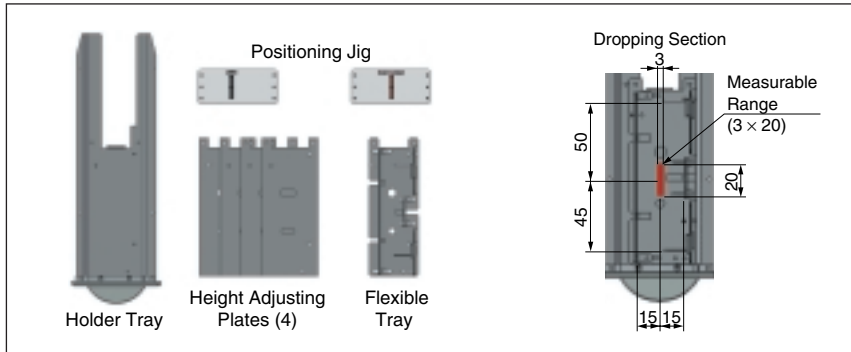 Positioning Jig
Holder Tray
Height Adjusting
Plates (4)
Flexible
Tray
Dropping Section
3
Measurable
Range
(3 × 20)
50
20
45
15 15